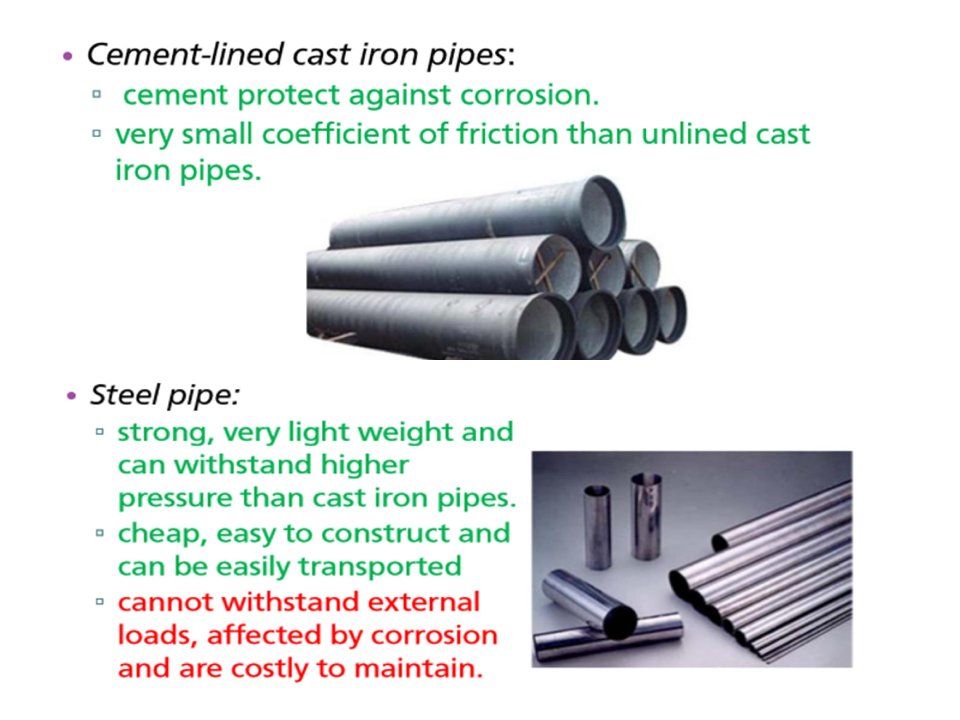 • Cement-lined cast iron pipes:
▫ cement protect against corrosion.
▫ very small coefficient of friction than unlined cast
iron pipes.
• Steel pipe:
▫ strong, very light weight and
can withstand higher
pressure than cast iron pipes.
▫ cheap, easy to construct and
can be easily transported
▫ cannot withstand external
loads, affected by corrosion
and are costly to maintain.